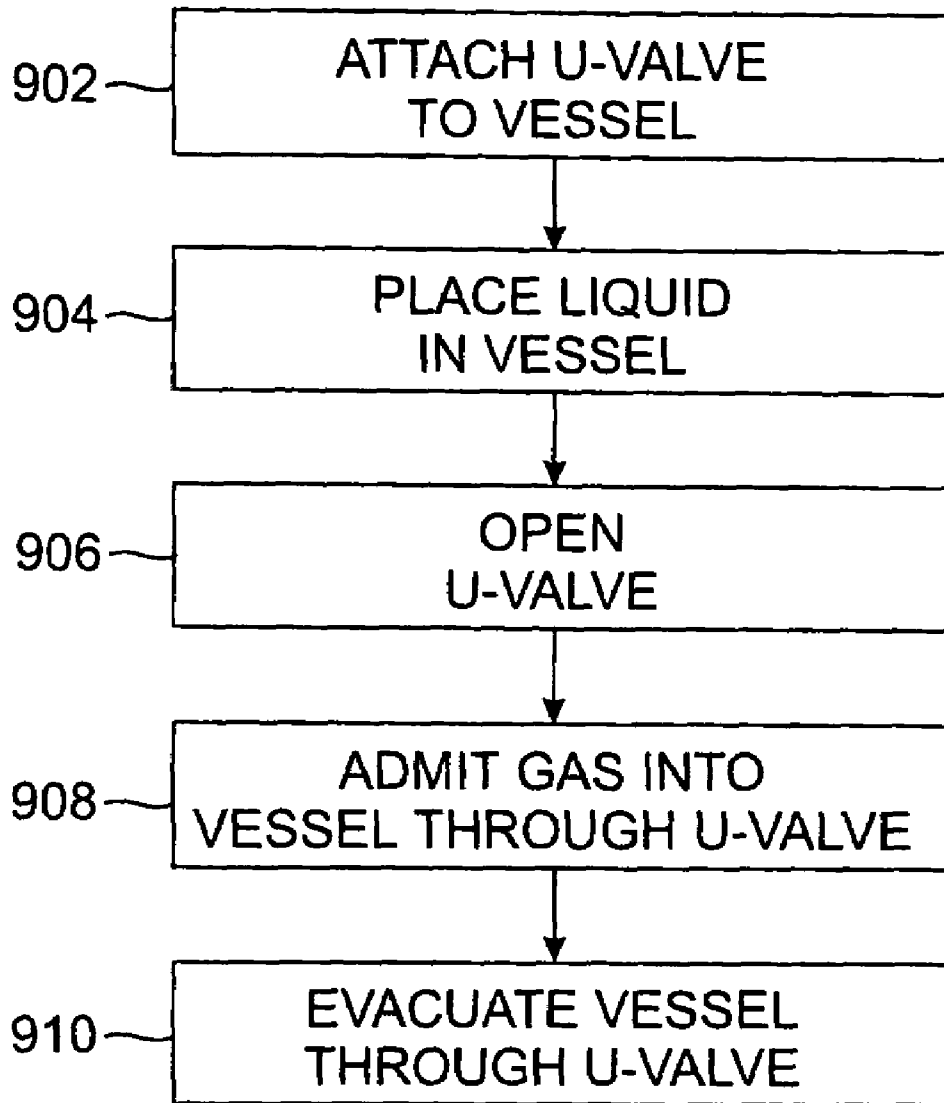 902
ATTACH U-VALVE
TO VESSEL
904
PLACE LIQUID
IN VESSEL
906
OPEN
U-VALVE
908
ADMIT GAS INTO
VESSEL THROUGH U-VALVE
910
EVACUATE VESSEL
THROUGH U-VALVE